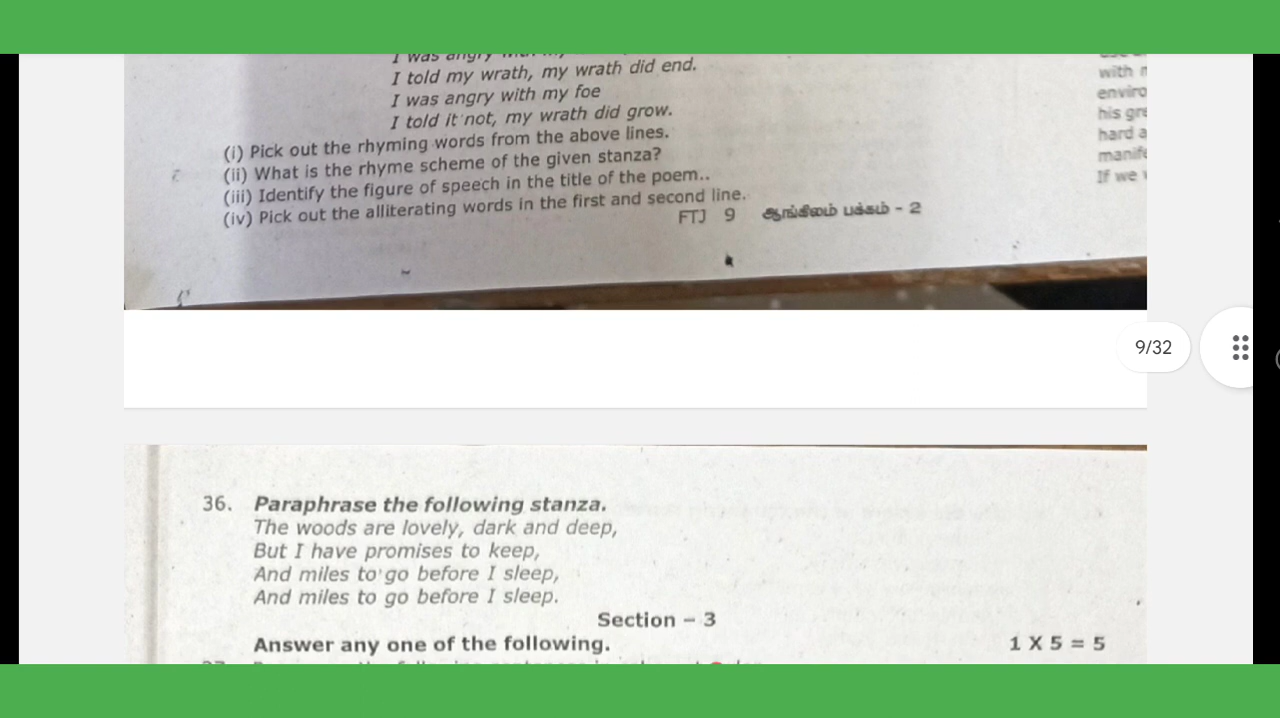 I was angry
I told my wrath, my wrath did end.
I was angry with my foe
I told it not, my wrath did grow.
(i) Pick out the rhyming words from the above lines.
(ii) What is the rhyme scheme of the given stanza?
(iii) Identify the figure of speech in the title of the poem..
(iv) Pick out the alliterating words in the first and second line.
FTJ 9 ஆங்கிலம் பக்கம் - 2
with
his
hard a
If we
9/32
36. Paraphrase the following stanza.
The woods are lovely, dark and deep,
But I have promises to keep,
And miles to go before I sleep,
And miles to go before I sleep.
Section - 3
Answer any one of the following. 1 X 5 = 5